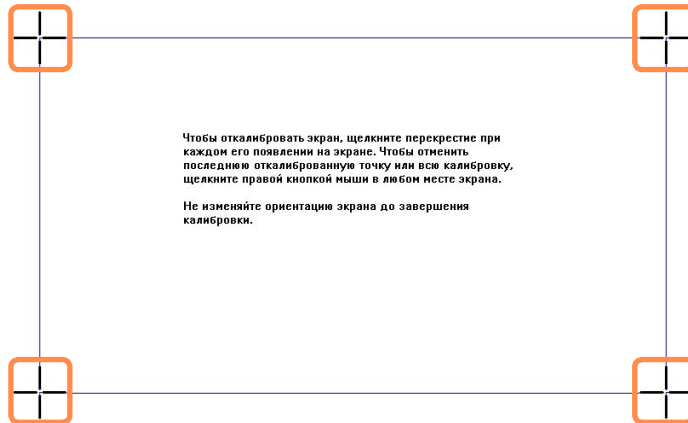 Чтобы откалибровать экран, щелкните перекрестие при
каждом его появлении на экране. Чтобы отменить
последнюю откалиброванную точку или всю калибровку,
щелкните правой кнопкой мыши в любом месте экрана.
Не изменяйте ориентацию экрана до завершения
калибровки.